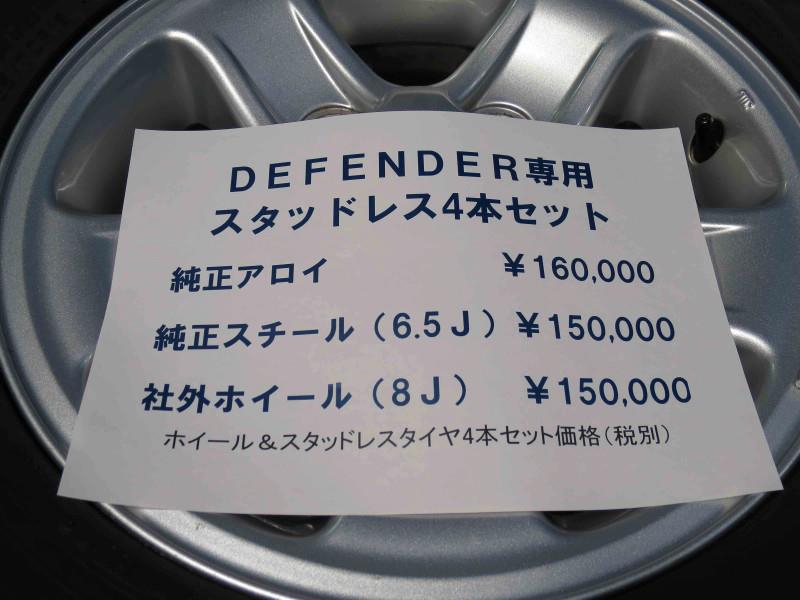 DEFENDER専用
スタッドレス4本セット
純正アロイ ￥160,000
純正スチール（6.5J）￥150,000
社外ホイール（8J） ￥150,000
ホイール＆スタッドレスタイヤ4本セット価格（税別）